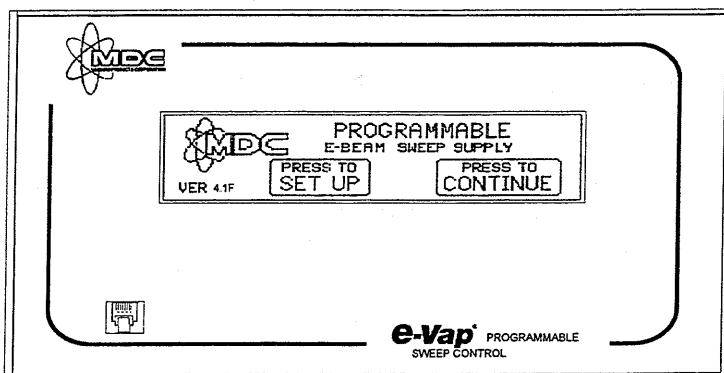 MDC
MDC
PROGRAMMABLE
E-BEAM SWEEP SUPPLY
VER 4.1F
PRESS TO
SET UP
PRESS TO
CONTINUE
e-Vap PROGRAMMABLE
SWEEP CONTROL